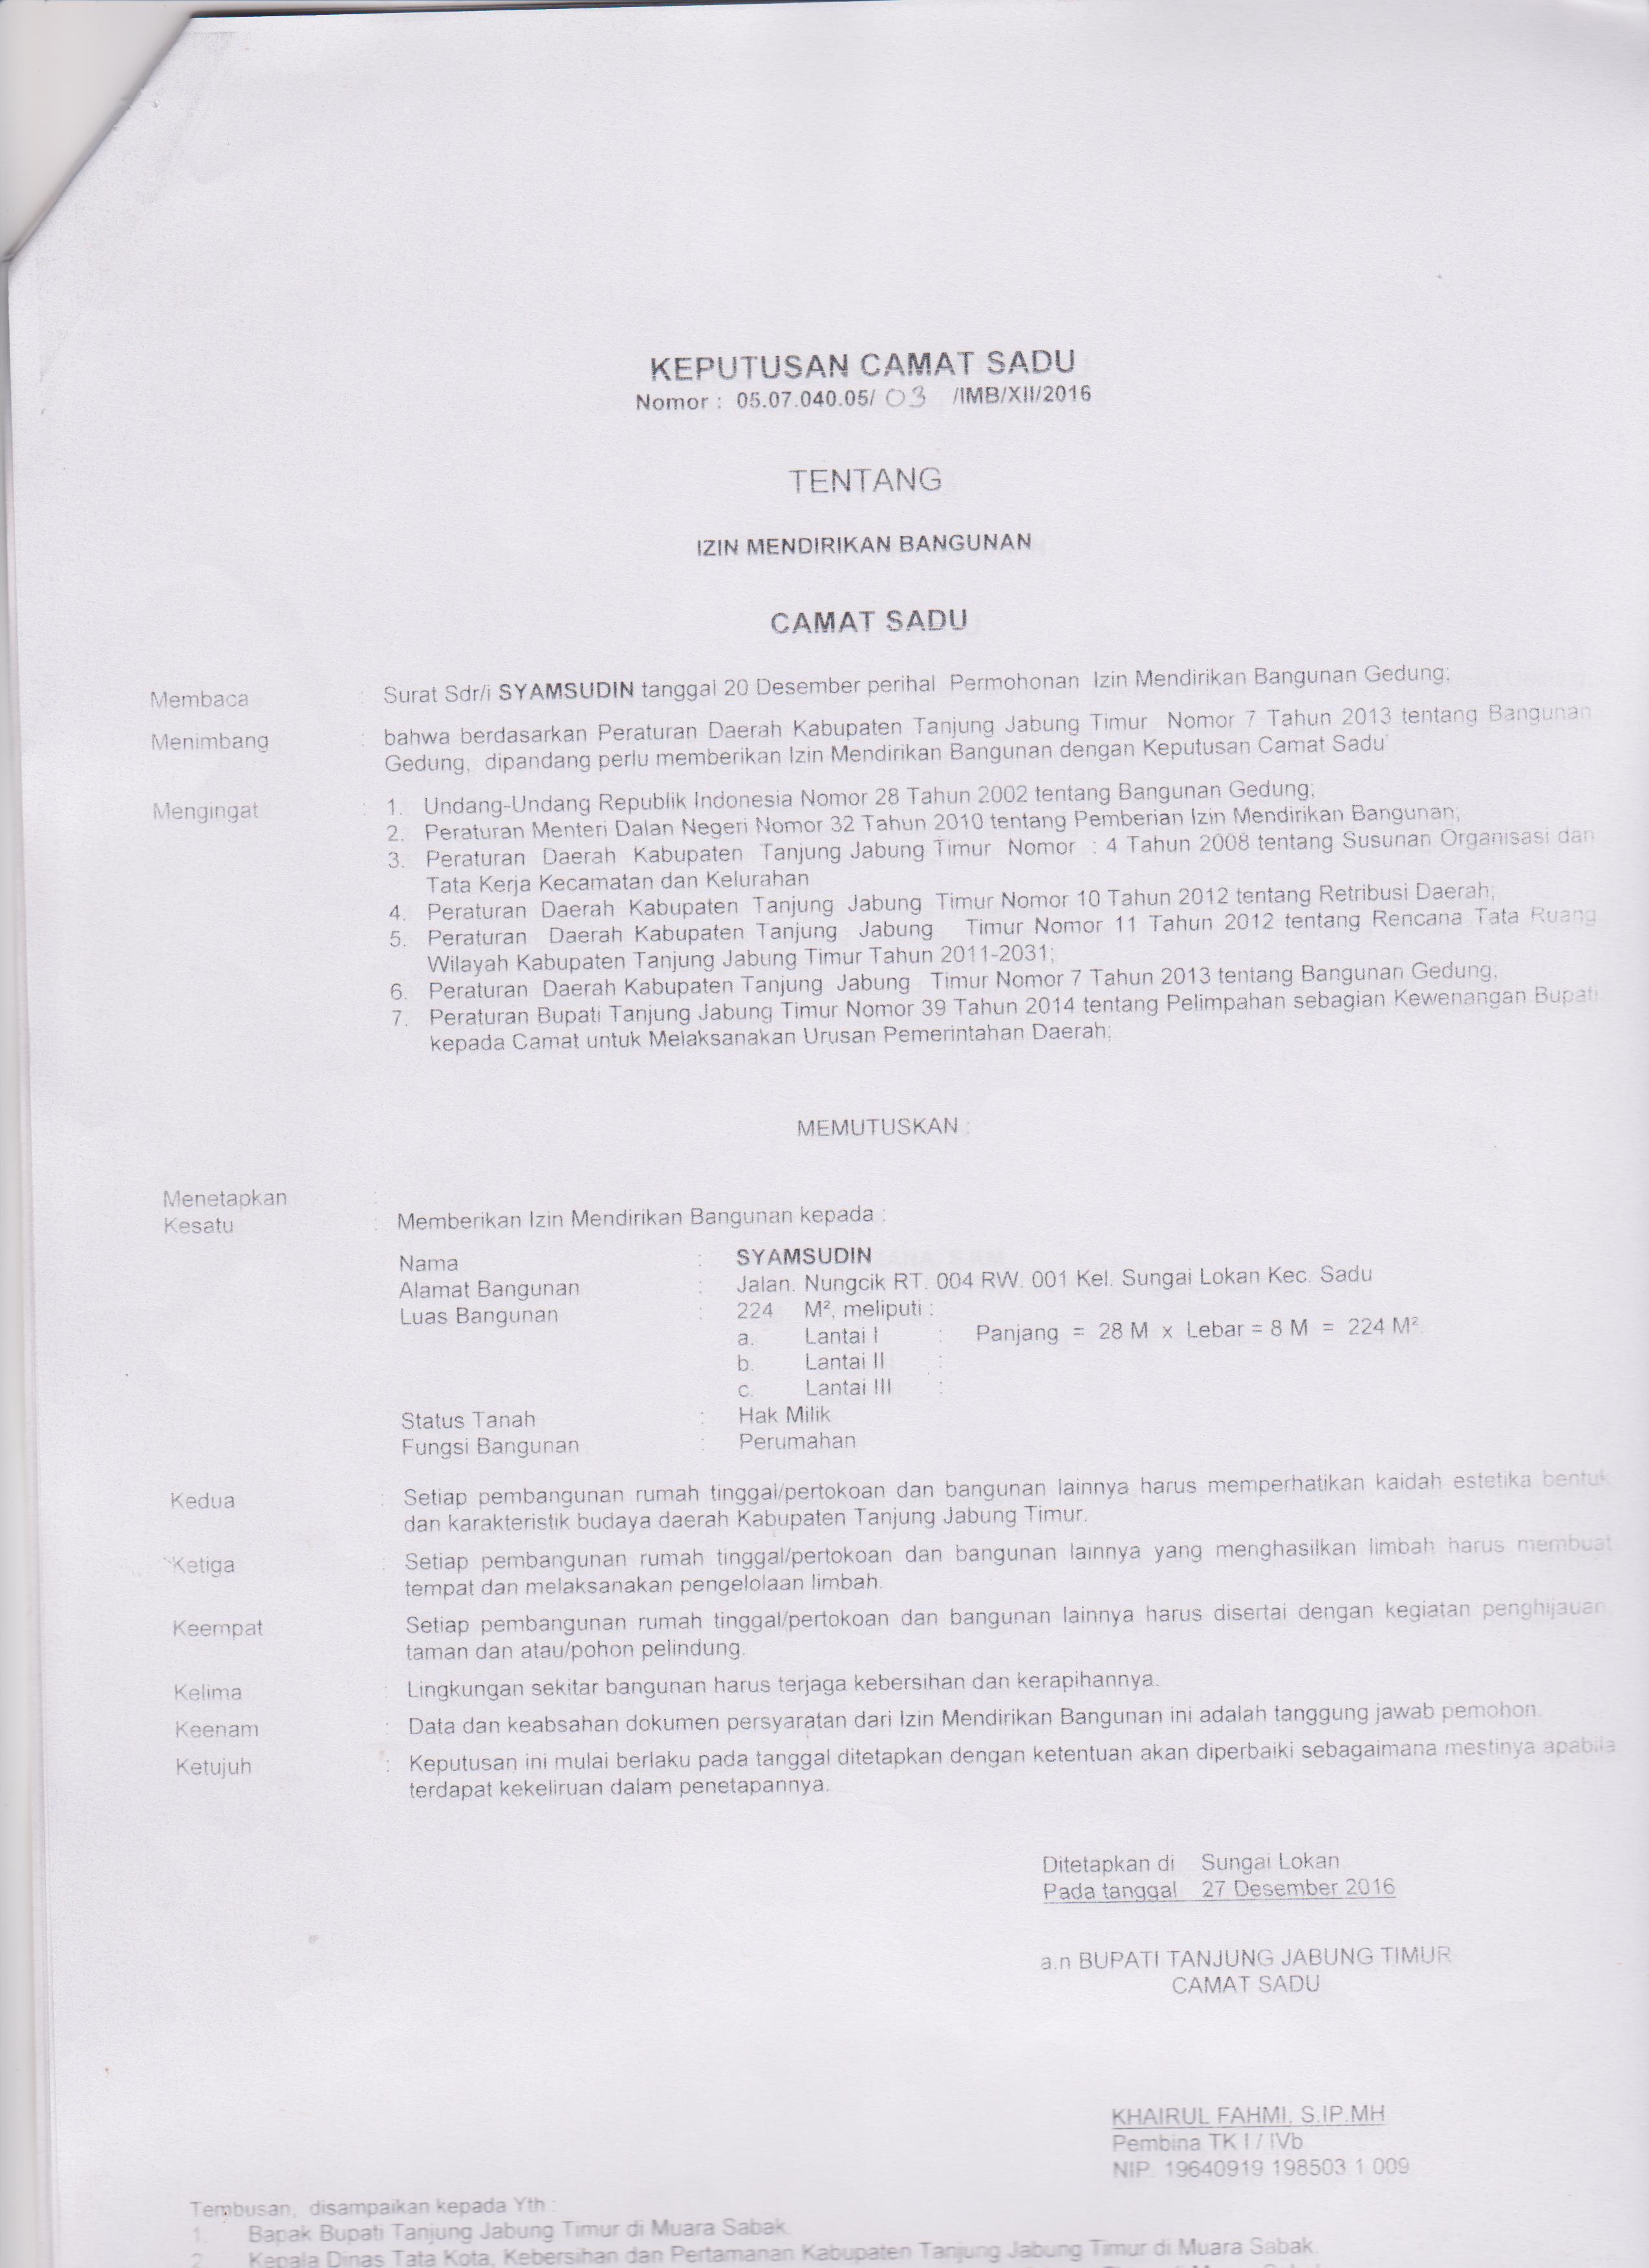 KEPUTUSAN CAMAT SADU
Nomor : 05.07.040.05/ 03 /IMB/XII/2016
TENTANG
IZIN MENDIRIKAN BANGUNAN
CAMAT SADU
Membaca : Surat Sdr/i SYAMSUDIN tanggal 20 Desember perihal Permohonan Izin Mendirikan Bangunan Gedung;
Menimbang : bahwa berdasarkan Peraturan Daerah Kabupaten Tanjung Jabung Timur Nomor 7 Tahun 2013 tentang Bangunan
Gedung, dipandang perlu memberikan Izin Mendirikan Bangunan dengan Keputusan Camat Sadu
Mengingat : 1. Undang-Undang Republik Indonesia Nomor 28 Tahun 2002 tentang Bangunan Gedung;
2. Peraturan Menteri Dalan Negeri Nomor 32 Tahun 2010 tentang Pemberian Izin Mendirikan Bangunan;
3. Peraturan Daerah Kabupaten Tanjung Jabung Timur Nomor : 4 Tahun 2008 tentang Susunan Organisasi dan
Tata Kerja Kecamatan dan Kelurahan
4. Peraturan Daerah Kabupaten Tanjung Jabung Timur Nomor 10 Tahun 2012 tentang Retribusi Daerah;
5. Peraturan Daerah Kabupaten Tanjung Jabung Timur Nomor 11 Tahun 2012 tentang Rencana Tata Ruang
Wilayah Kabupaten Tanjung Jabung Timur Tahun 2011-2031;
6. Peraturan Daerah Kabupaten Tanjung Jabung Timur Nomor 7 Tahun 2013 tentang Bangunan Gedung;
7. Peraturan Bupati Tanjung Jabung Timur Nomor 39 Tahun 2014 tentang Pelimpahan sebagian Kewenangan Bupati
kepada Camat untuk Melaksanakan Urusan Pemerintahan Daerah;
MEMUTUSKAN :
Menetapkan :
Kesatu : Memberikan Izin Mendirikan Bangunan kepada :
Nama : SYAMSUDIN
Alamat Bangunan : Jalan. Nungcik RT. 004 RW. 001 Kel. Sungai Lokan Kec. Sadu
Luas Bangunan : 224 M², meliputi :
a. Lantai I : Panjang = 28 M x Lebar = 8 M = 224 M²
b. Lantai II :
c. Lantai III :
Status Tanah : Hak Milik
Fungsi Bangunan : Perumahan
Kedua : Setiap pembangunan rumah tinggal/pertokoan dan bangunan lainnya harus memperhatikan kaidah estetika bentuk
dan karakteristik budaya daerah Kabupaten Tanjung Jabung Timur.
Ketiga : Setiap pembangunan rumah tinggal/pertokoan dan bangunan lainnya yang menghasilkan limbah harus membuat
tempat dan melaksanakan pengelolaan limbah.
Keempat : Setiap pembangunan rumah tinggal/pertokoan dan bangunan lainnya harus disertai dengan kegiatan penghijauan,
taman dan atau/pohon pelindung.
Kelima : Lingkungan sekitar bangunan harus terjaga kebersihan dan kerapihannya.
Keenam : Data dan keabsahan dokumen persyaratan dari Izin Mendirikan Bangunan ini adalah tanggung jawab pemohon.
Ketujuh : Keputusan ini mulai berlaku pada tanggal ditetapkan dengan ketentuan akan diperbaiki sebagaimana mestinya apabila
terdapat kekeliruan dalam penetapannya.
Ditetapkan di Sungai Lokan
Pada tanggal 27 Desember 2016
a.n BUPATI TANJUNG JABUNG TIMUR
CAMAT SADU
KHAIRUL FAHMI, S.IP.MH
Pembina TK I / IVb
NIP. 19640919 198503 1 009
Tembusan, disampaikan kepada Yth :
1. Bapak Bupati Tanjung Jabung Timur di Muara Sabak.
2. Kepala Dinas Tata Kota, Kebersihan dan Pertamanan Kabupaten Tanjung Jabung Timur di Muara Sabak.